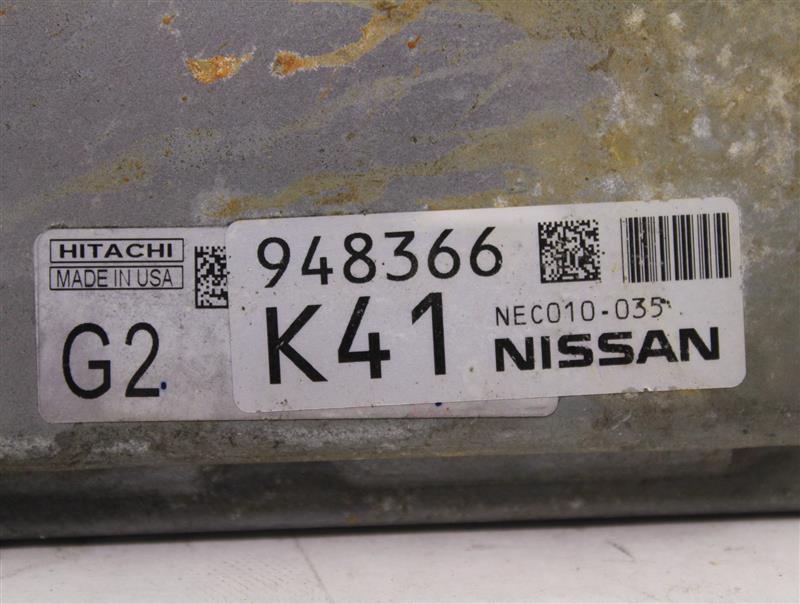 HITACHI
MADE IN USA
G2
948366
K41
NEC010-035
NISSAN